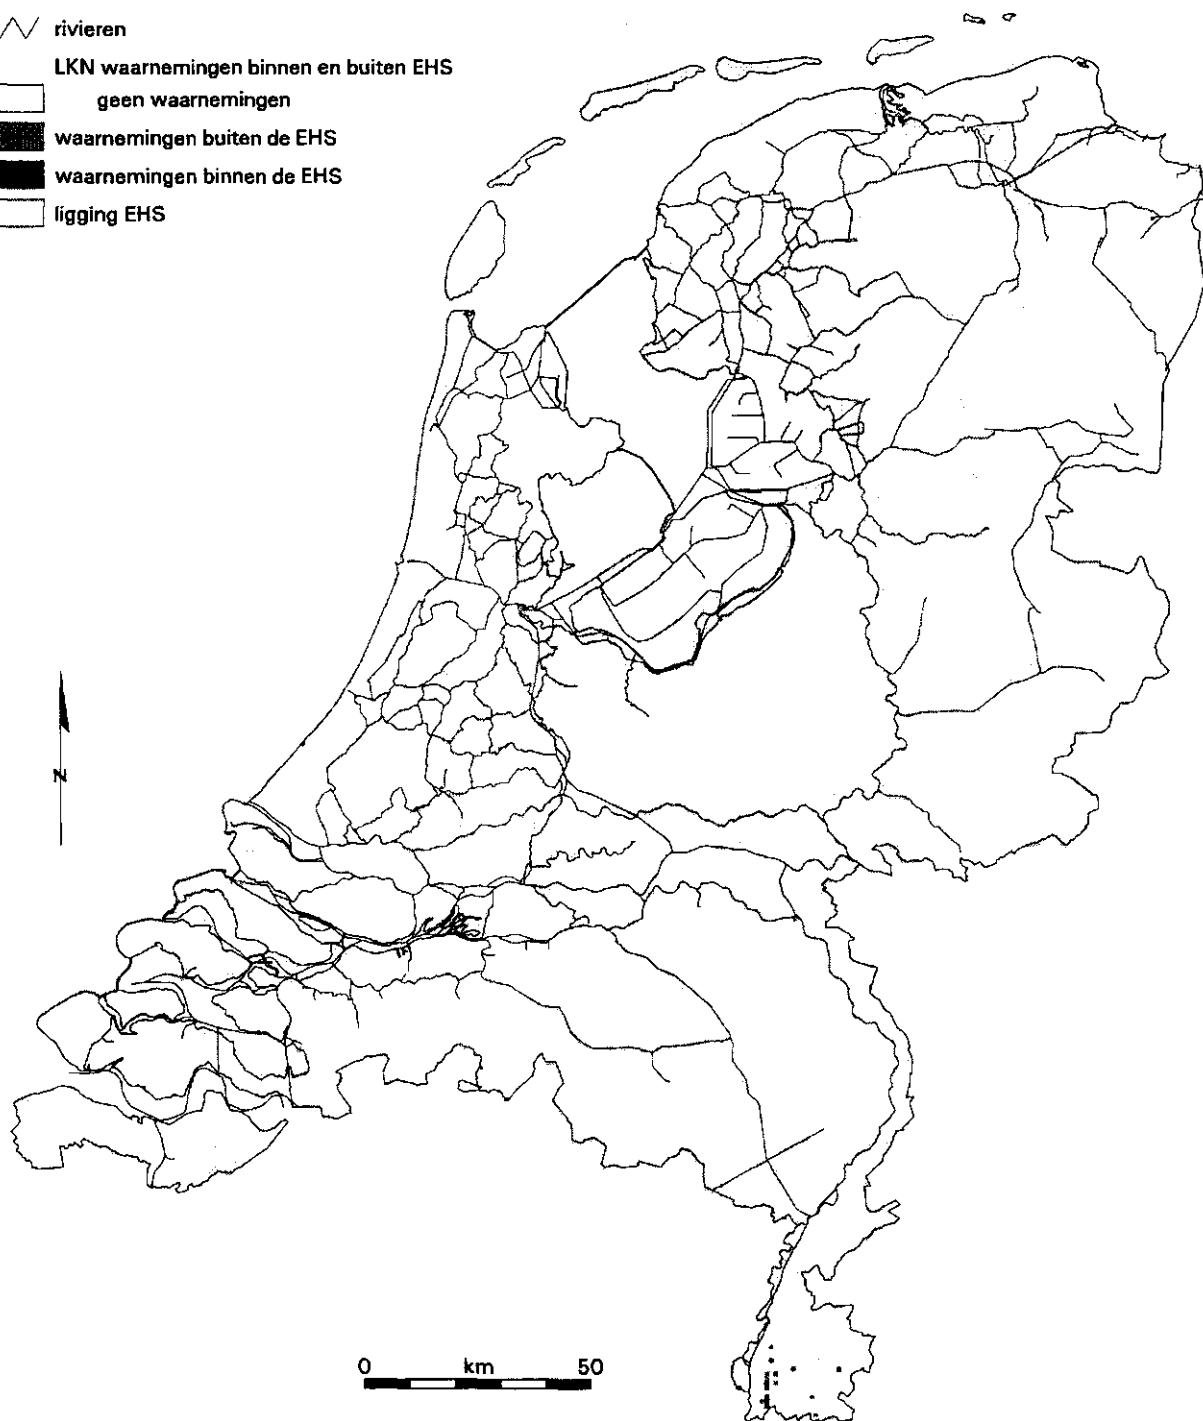 rivieren
LKN waarnemingen binnen en buiten EHS
geen waarnemingen
waarnemingen buiten de EHS
waarnemingen binnen de EHS
ligging EHS
N
0 km 50